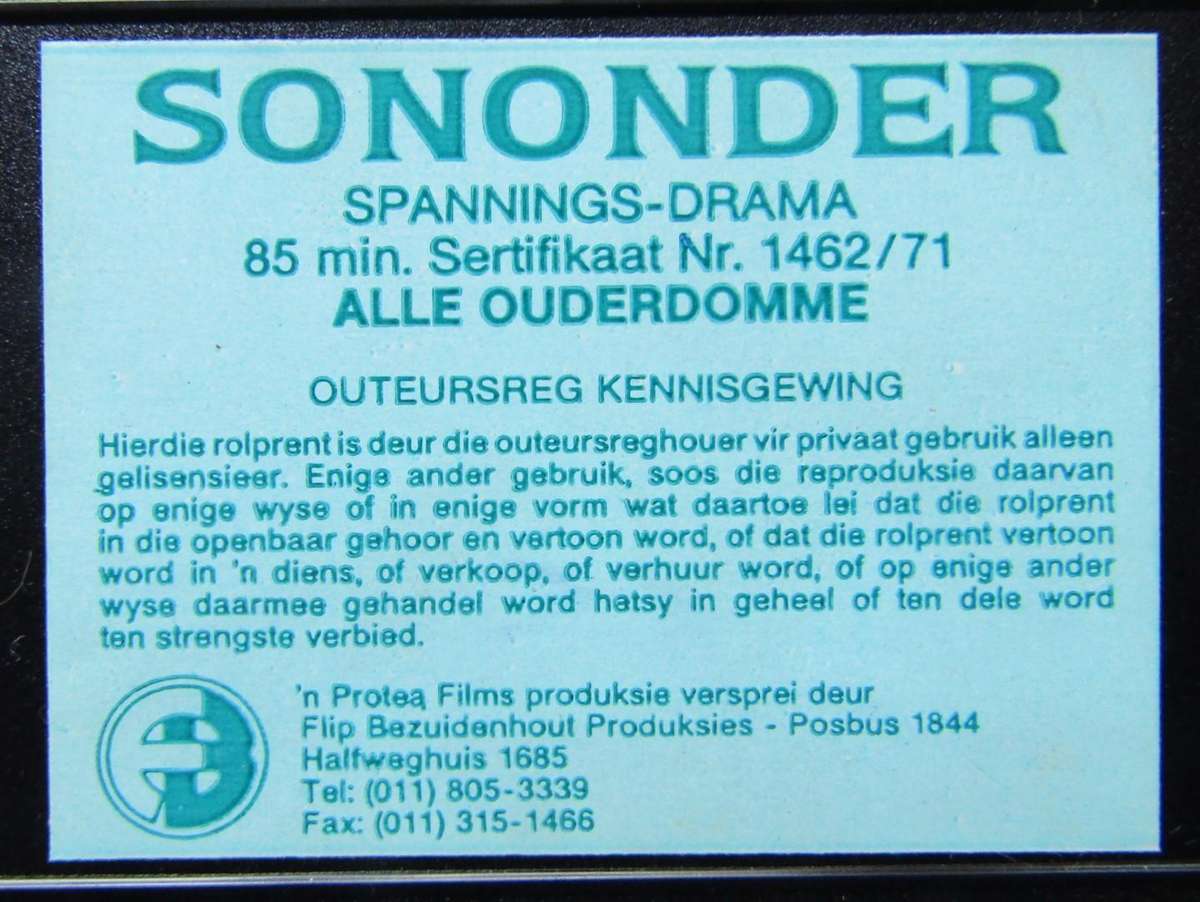 SONONDER
SPANNINGS-DRAMA
85 min. Sertifikaat Nr. 1462/71
ALLE OUDERDOMME
OUTEURSREG KENNISGEWING
Hierdie rolprent is deur die outeursreghouer vir privaat gebruik alleen
gelisensieer. Enige ander gebruik, soos die reproduksie daarvan
op enige wyse of in enige vorm wat daartoe lei dat die rolprent
in die openbaar gehoor en vertoon word, of dat die rolprent vertoon
word in 'n diens, of verkoop, of verhuur word, of op enige ander
wyse daarmee gehandel word hetsy in geheel of ten dele word
ten strengste verbied.
'n Protea Films produksie versprei deur
Flip Bezuidenhout Produksies - Posbus 1844
Halfweghuis 1685
Tel: (011) 805-3339
Fax: (011) 315-1466